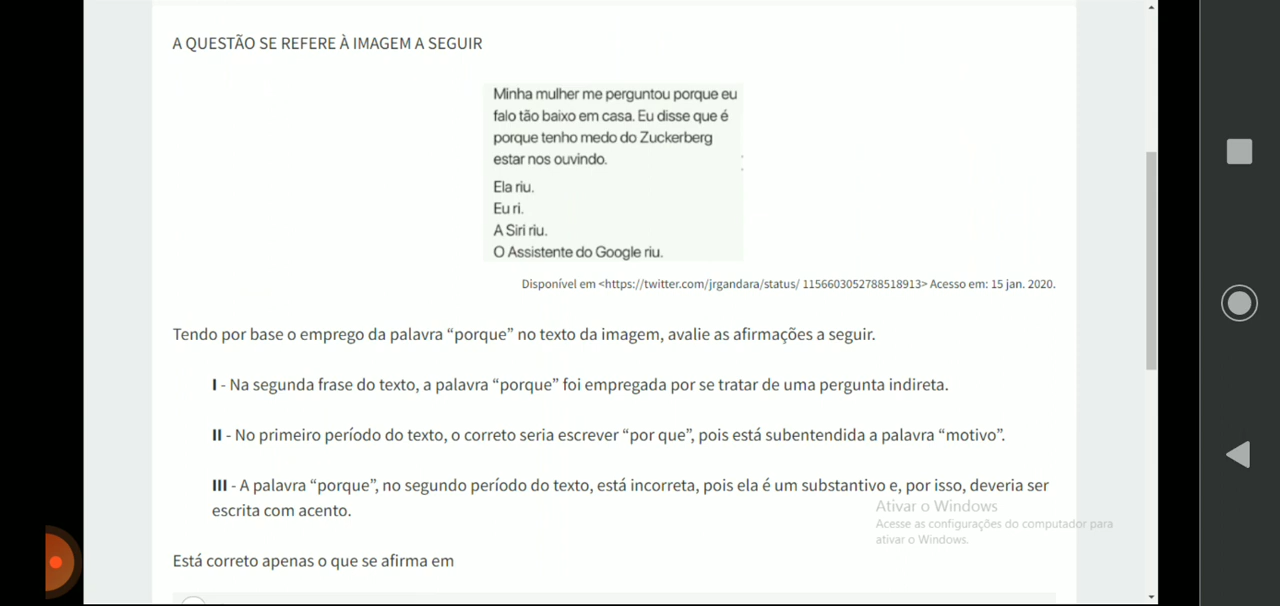 A QUESTÃO SE REFERE À IMAGEM A SEGUIR
Minha mulher me perguntou porque eu
falo tão baixo em casa. Eu disse que é
porque tenho medo do Zuckerberg
estar nos ouvindo.
Ela riu.
Eu ri.
A Siri riu.
O Assistente do Google riu.
Disponível em <https://twitter.com/jrgandara/status/ 1156603052788518913> Acesso em: 15 jan. 2020.
Tendo por base o emprego da palavra “porque” no texto da imagem, avalie as afirmações a seguir.
I - Na segunda frase do texto, a palavra “porque” foi empregada por se tratar de uma pergunta indireta.
II - No primeiro período do texto, o correto seria escrever “por que”, pois está subentendida a palavra “motivo”.
III - A palavra “porque”, no segundo período do texto, está incorreta, pois ela é um substantivo e, por isso, deveria ser
escrita com acento.
Ativar o Windows
Acesse as configurações do computador para
ativar o Windows.
Está correto apenas o que se afirma em